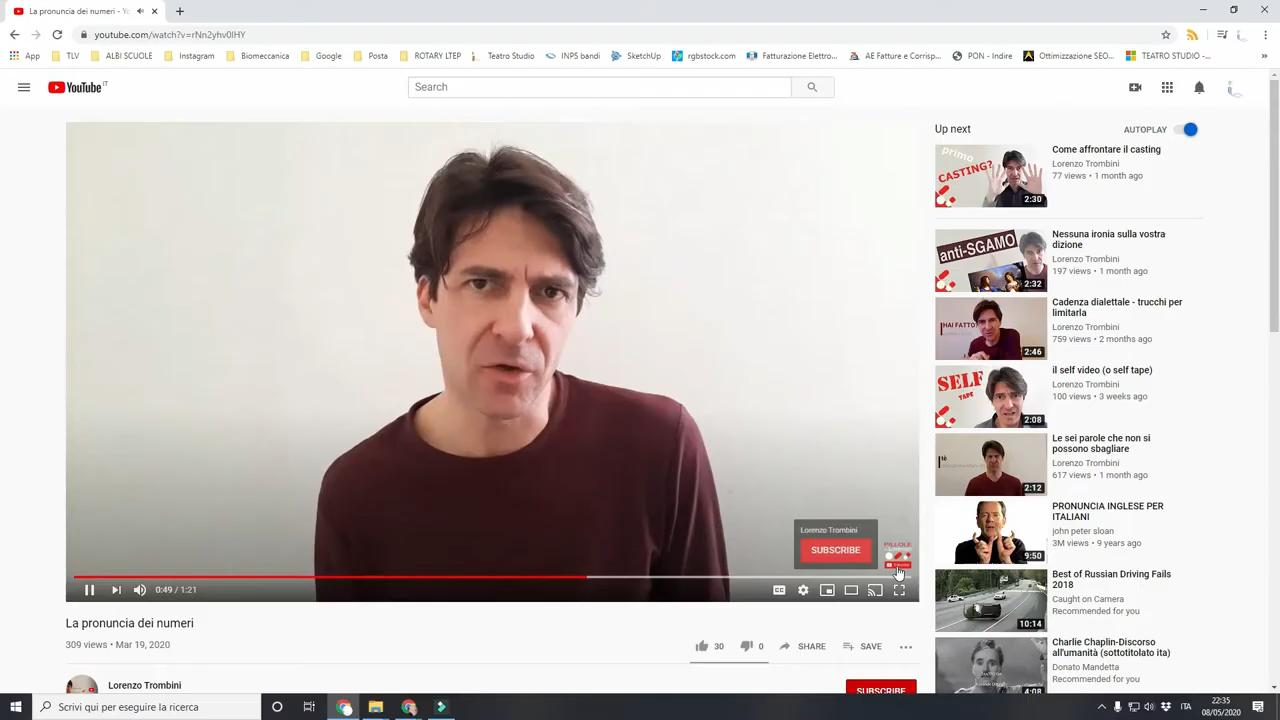 La pronuncia dei numeri - Yo
youtube.com/watch?v=rNn2yhv0IHY
App
TLV
ALBI SCUOLE
Instagram
Biomeccanica
Google
Posta
ROTARY LTEP
Teatro Studio
INPS bandi
SketchUp
rgbstock.com
Fatturazione Elettro...
AE Fatture e Corrisp...
PON - Indire
Ottimizzazione SEO...
TEATRO STUDIO -...
YouTube IT
Search
Up next
AUTOPLAY
primo
CASTING?
2:30
Come affrontare il casting
Lorenzo Trombini
77 views • 1 month ago
anti-SGAMO
2:32
Nessuna ironia sulla vostra
dizione
Lorenzo Trombini
197 views • 1 month ago
HAI FATTO?
2:46
Cadenza dialettale - trucchi per
limitarla
Lorenzo Trombini
759 views • 2 months ago
SELF
TAPE
2:08
il self video (o self tape)
Lorenzo Trombini
100 views • 3 weeks ago
2:12
Le sei parole che non si
possono sbagliare
Lorenzo Trombini
617 views • 1 month ago
9:50
PRONUNCIA INGLESE PER
ITALIANI
john peter sloan
3M views • 9 years ago
10:14
Best of Russian Driving Fails
2018
Caught on Camera
Recommended for you
4:08
Charlie Chaplin-Discorso
all'umanità (sottotitolato ita)
Donato Mandetta
Recommended for you
Lorenzo Trombini
SUBSCRIBE
PILLOLE
0:49 / 1:21
CC
La pronuncia dei numeri
309 views • Mar 19, 2020
30
0
SHARE
SAVE
Lorenzo Trombini
SUBSCRIBE
Scrivi qui per eseguire la ricerca
ITA
22:35
08/05/2020